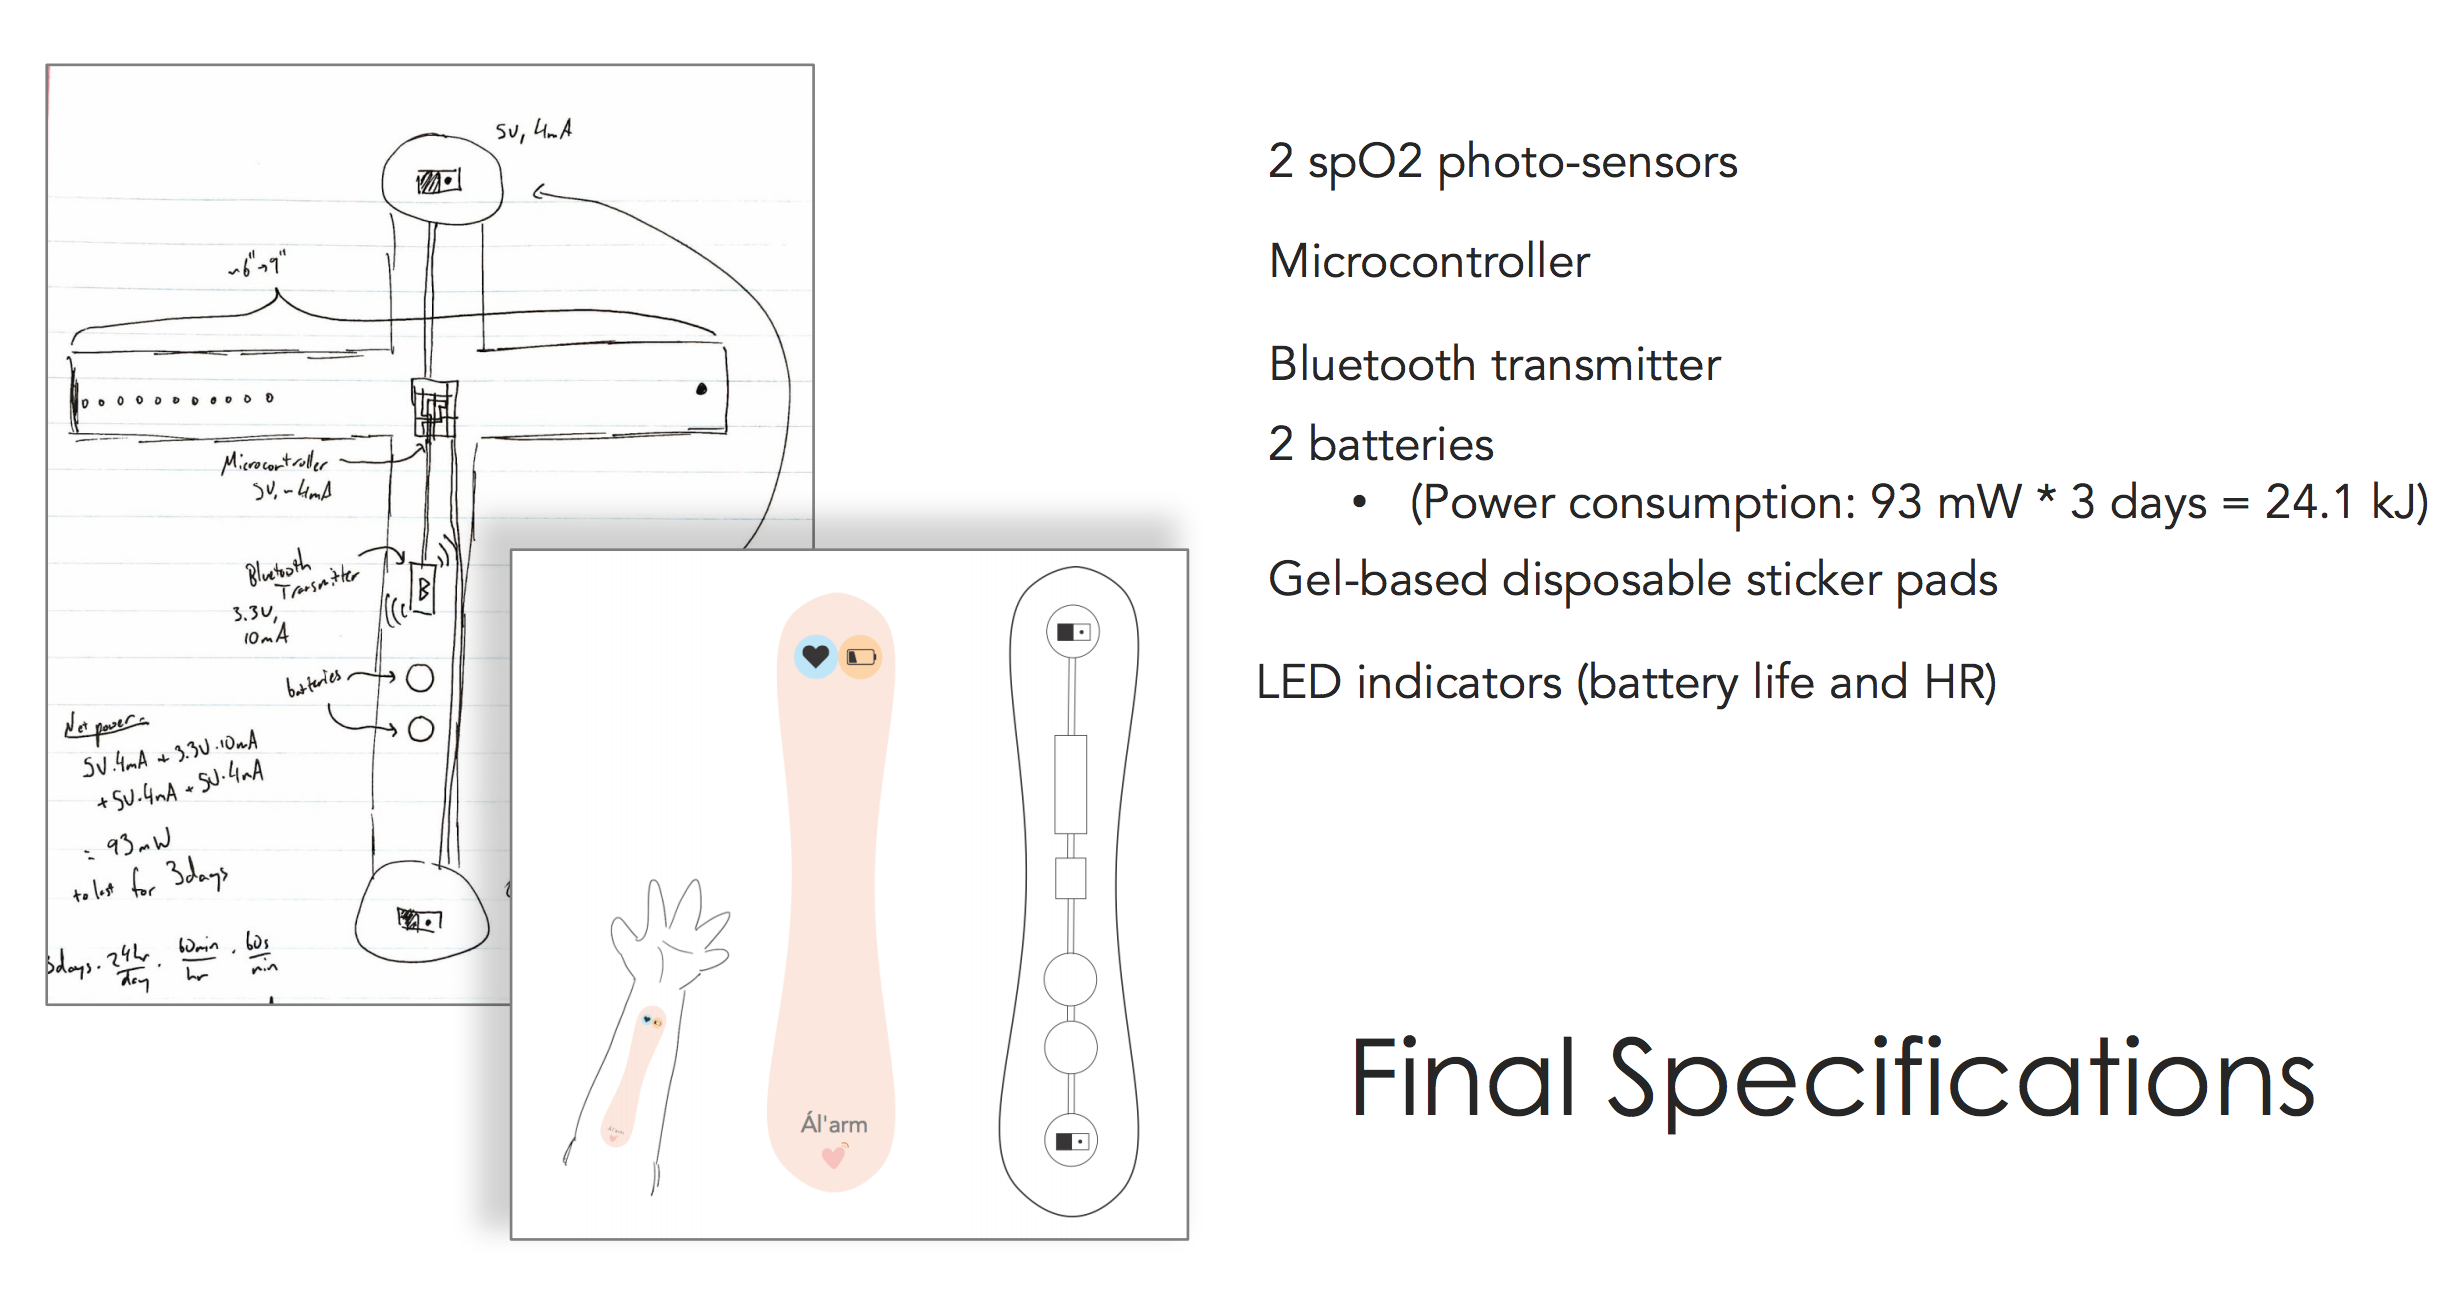 5V, 4mA
~6"→9"
Microcontroller
5V, ~4mA
Bluetooth
Transmitter
3.3V,
10mA
B
batteries
Net power =
5V·4mA + 3.3V·10mA
+ 5V·4mA + 5V·4mA
= 93mW
to last for 3days
3days · 24hr/day · 60min/hr · 60s/min
Ál'arm
2 spO2 photo-sensors
Microcontroller
Bluetooth transmitter
2 batteries
• (Power consumption: 93 mW * 3 days = 24.1 kJ)
Gel-based disposable sticker pads
LED indicators (battery life and HR)
Final Specifications